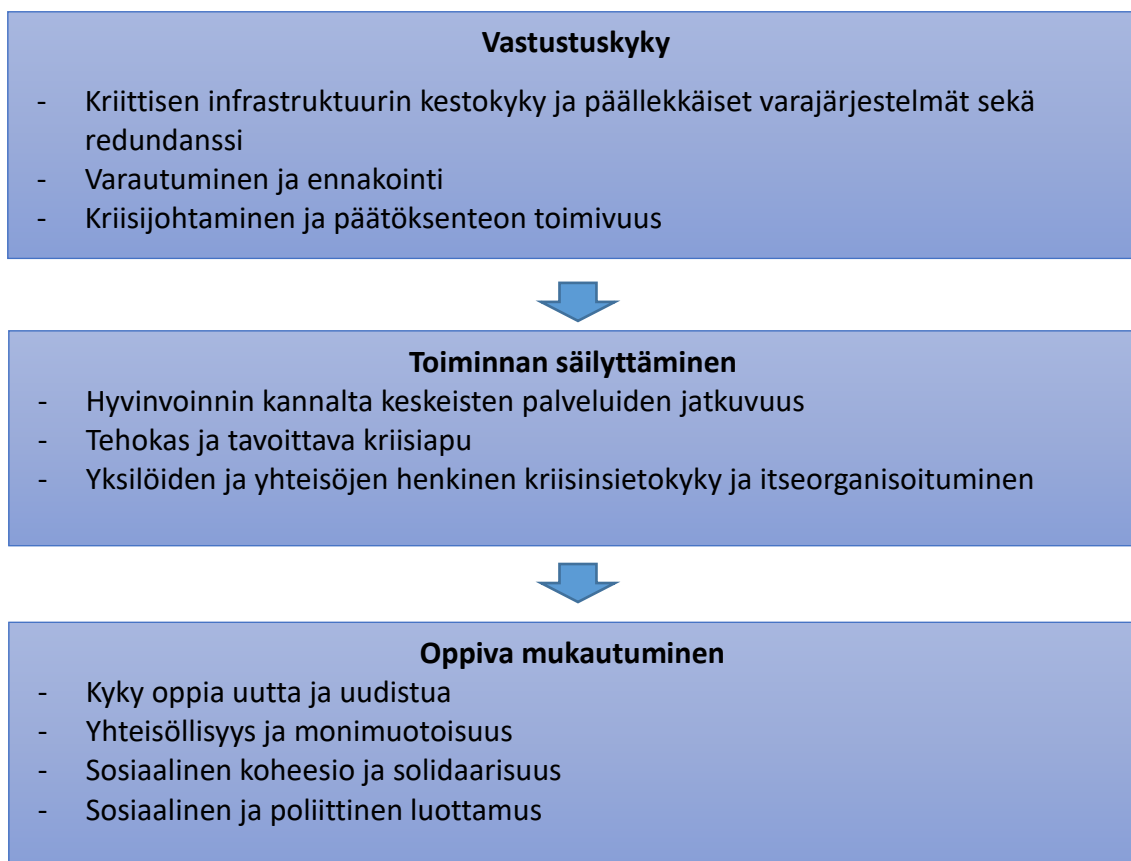 Vastustuskyky
- Kriittisen infrastruktuurin kestokyky ja päällekkäiset varajärjestelmät sekä
redundanssi
- Varautuminen ja ennakointi
- Kriisijohtaminen ja päätöksenteon toimivuus
Toiminnan säilyttäminen
- Hyvinvoinnin kannalta keskeisten palveluiden jatkuvuus
- Tehokas ja tavoittava kriisiapu
- Yksilöiden ja yhteisöjen henkinen kriisinsietokyky ja itseorganisoituminen
Oppiva mukautuminen
- Kyky oppia uutta ja uudistua
- Yhteisöllisyys ja monimuotoisuus
- Sosiaalinen koheesio ja solidaarisuus
- Sosiaalinen ja poliittinen luottamus